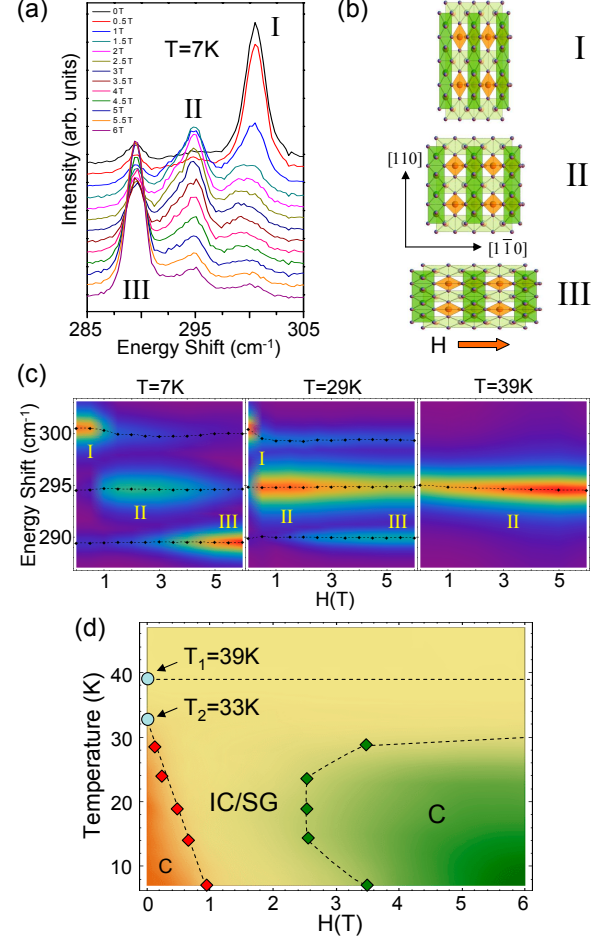 (a)
0T
0.5T
1T
1.5T
2T
2.5T
3T
3.5T
4T
4.5T
5T
5.5T
6T
T=7K
I
II
III
Intensity (arb. units)
285
295
305
Energy Shift (cm⁻¹)
(b)
I
II
III
[110]
[1 1̄ 0]
H
(c)
T=7K
T=29K
T=39K
Energy Shift (cm⁻¹)
300
295
290
I
II
III
I
II
III
II
1 3 5
1 3 5
1 3 5
H(T)
(d)
T₁=39K
T₂=33K
Temperature (K)
40
30
20
10
IC/SG
C
C
0 1 2 3 4 5 6
H(T)